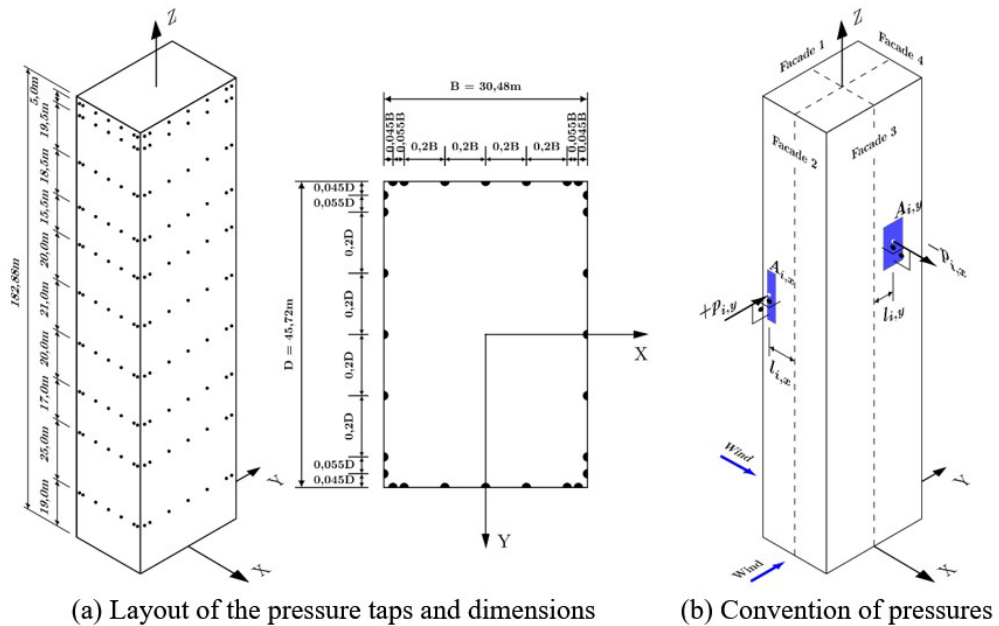 Z
5,0m
19,5m
18,5m
15,5m
20,0m
21,0m
20,0m
17,0m
25,0m
19,0m
182,88m
Y
X
B = 30,48m
0,045B
0,055B
0,2B
0,2B
0,2B
0,2B
0,055B
0,045B
0,045D
0,055D
0,2D
0,2D
0,2D
0,2D
0,055D
0,045D
D = 45,72m
X
Y
Z
Facade 1
Facade 4
Facade 2
Facade 3
A_{i,y}
-p_{i,x}
l_{i,y}
A_{i,x}
+p_{i,y}
l_{i,x}
Wind
Wind
Y
X
(a) Layout of the pressure taps and dimensions
(b) Convention of pressures